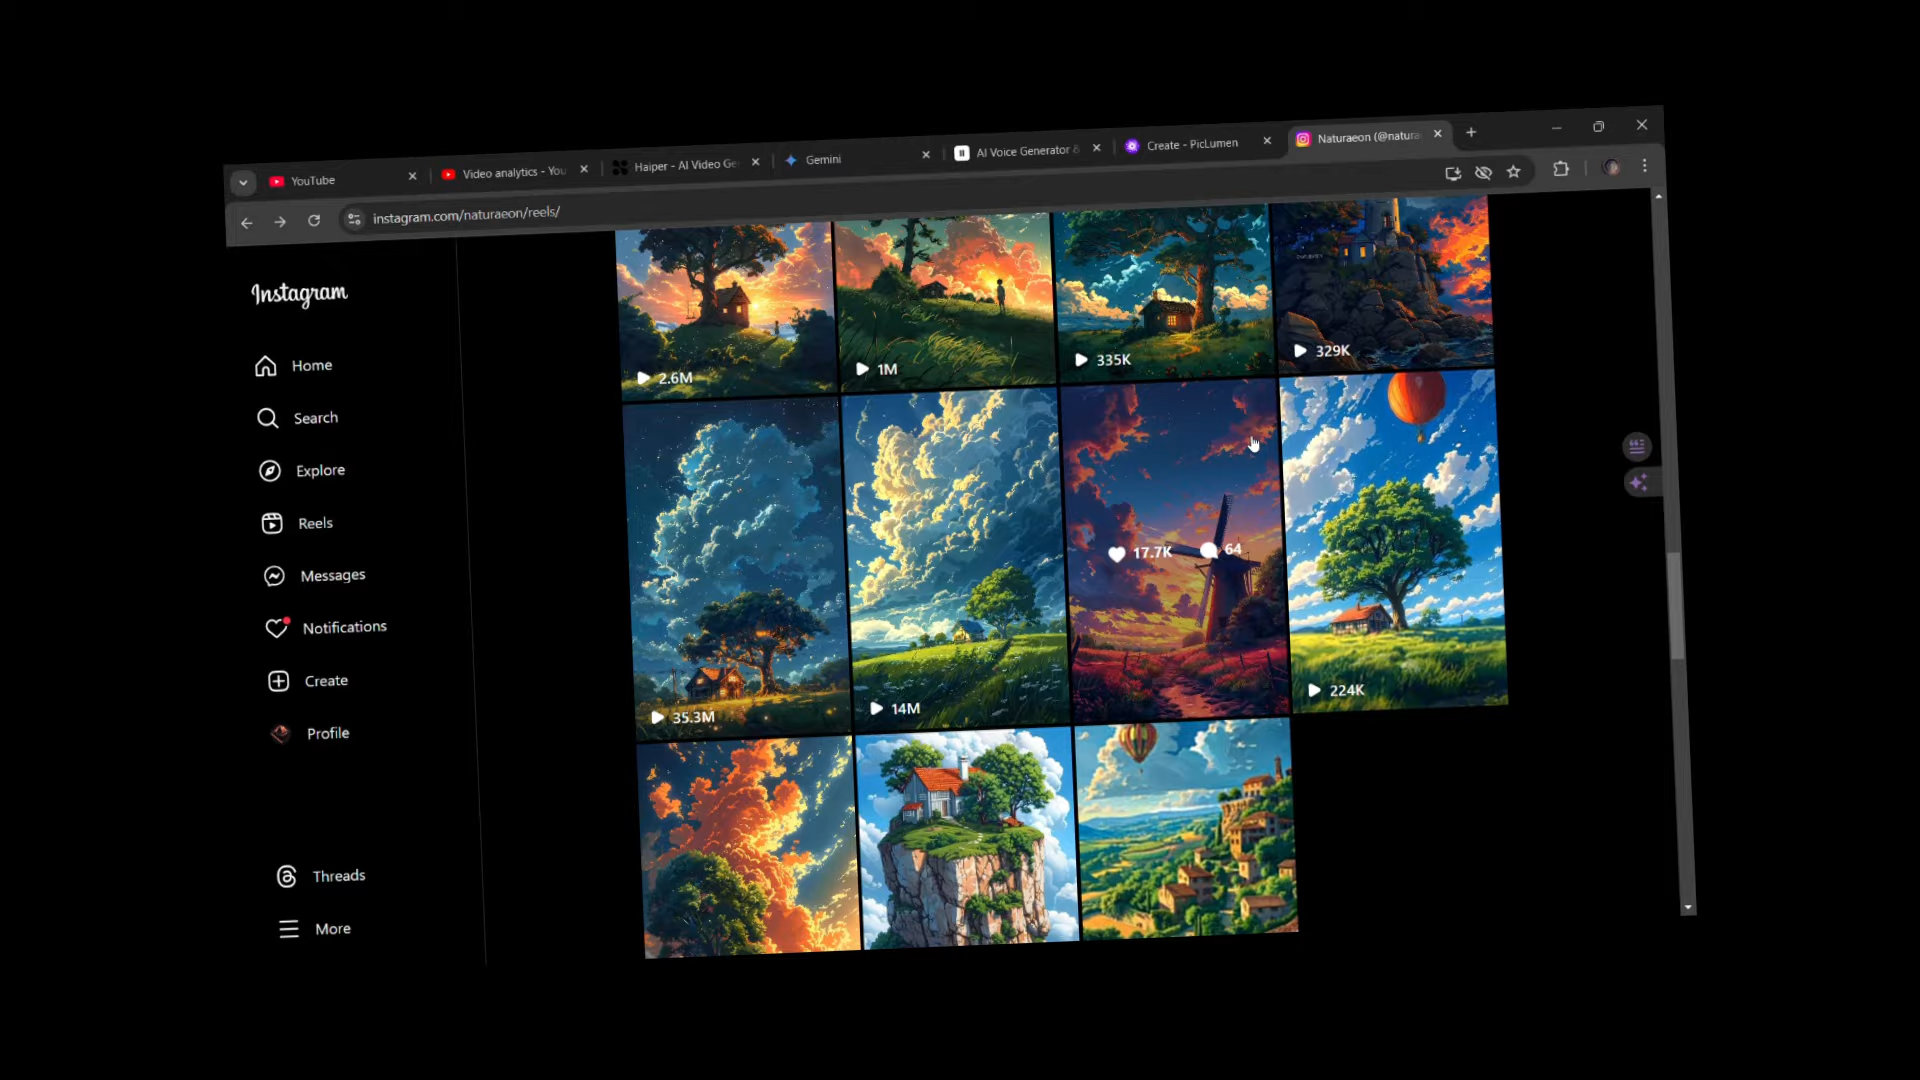 YouTube
Video analytics - You
Haiper - AI Video Ge
Gemini
AI Voice Generator &
Create - PicLumen
Naturaeon (@natura
instagram.com/naturaeon/reels/
Instagram
Home
Search
Explore
Reels
Messages
Notifications
Create
Profile
Threads
More
2.6M
1M
335K
329K
17.7K
64
35.3M
14M
224K